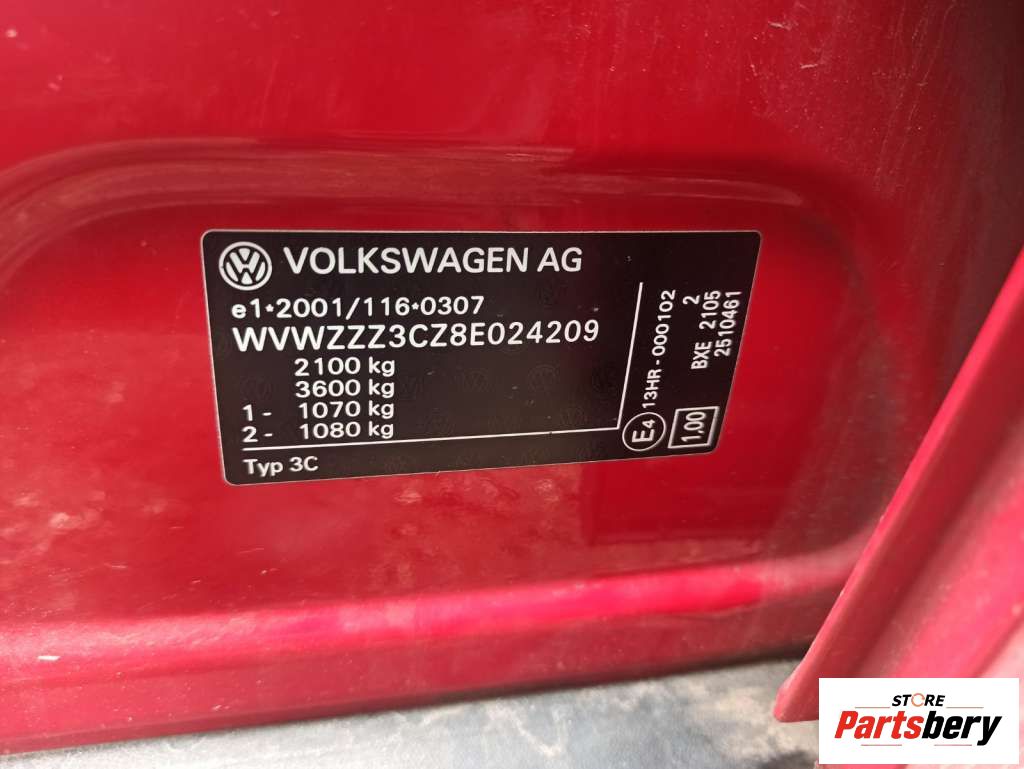 VOLKSWAGEN AG
e1*2001/116*0307
WVWZZZ3CZ8E024209
2100 kg
3600 kg
1 - 1070 kg
2 - 1080 kg
Typ 3C
E4 13HR - 000102
1.00
2
BXE 2105
2510461
STORE
Partsbery